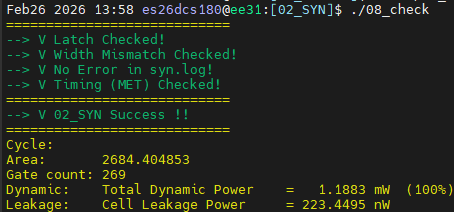 Feb26 2026 13:58 es26dcs180@ee31:[02_SYN]$ ./08_check
==============================
--> V Latch Checked!
--> V Width Mismatch Checked!
--> V No Error in syn.log!
--> V Timing (MET) Checked!
==============================
--> V 02_SYN Success !!
==============================
Cycle:
Area: 2684.404853
Gate count: 269
Dynamic: Total Dynamic Power = 1.1883 mW (100%)
Leakage: Cell Leakage Power = 223.4495 nW